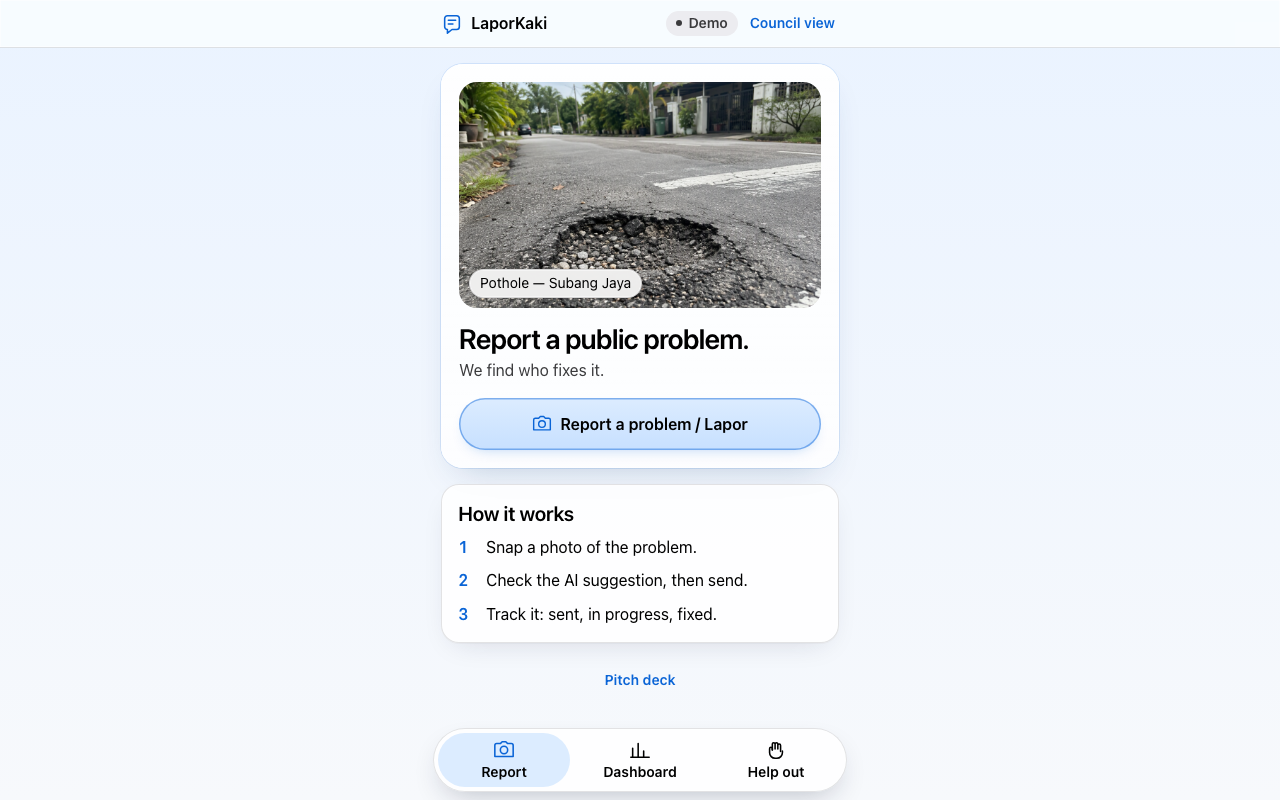 LaporKaki
Demo
Council view
Pothole — Subang Jaya
Report a public problem.
We find who fixes it.
Report a problem / Lapor
How it works
1 Snap a photo of the problem.
2 Check the AI suggestion, then send.
3 Track it: sent, in progress, fixed.
Pitch deck
Report
Dashboard
Help out